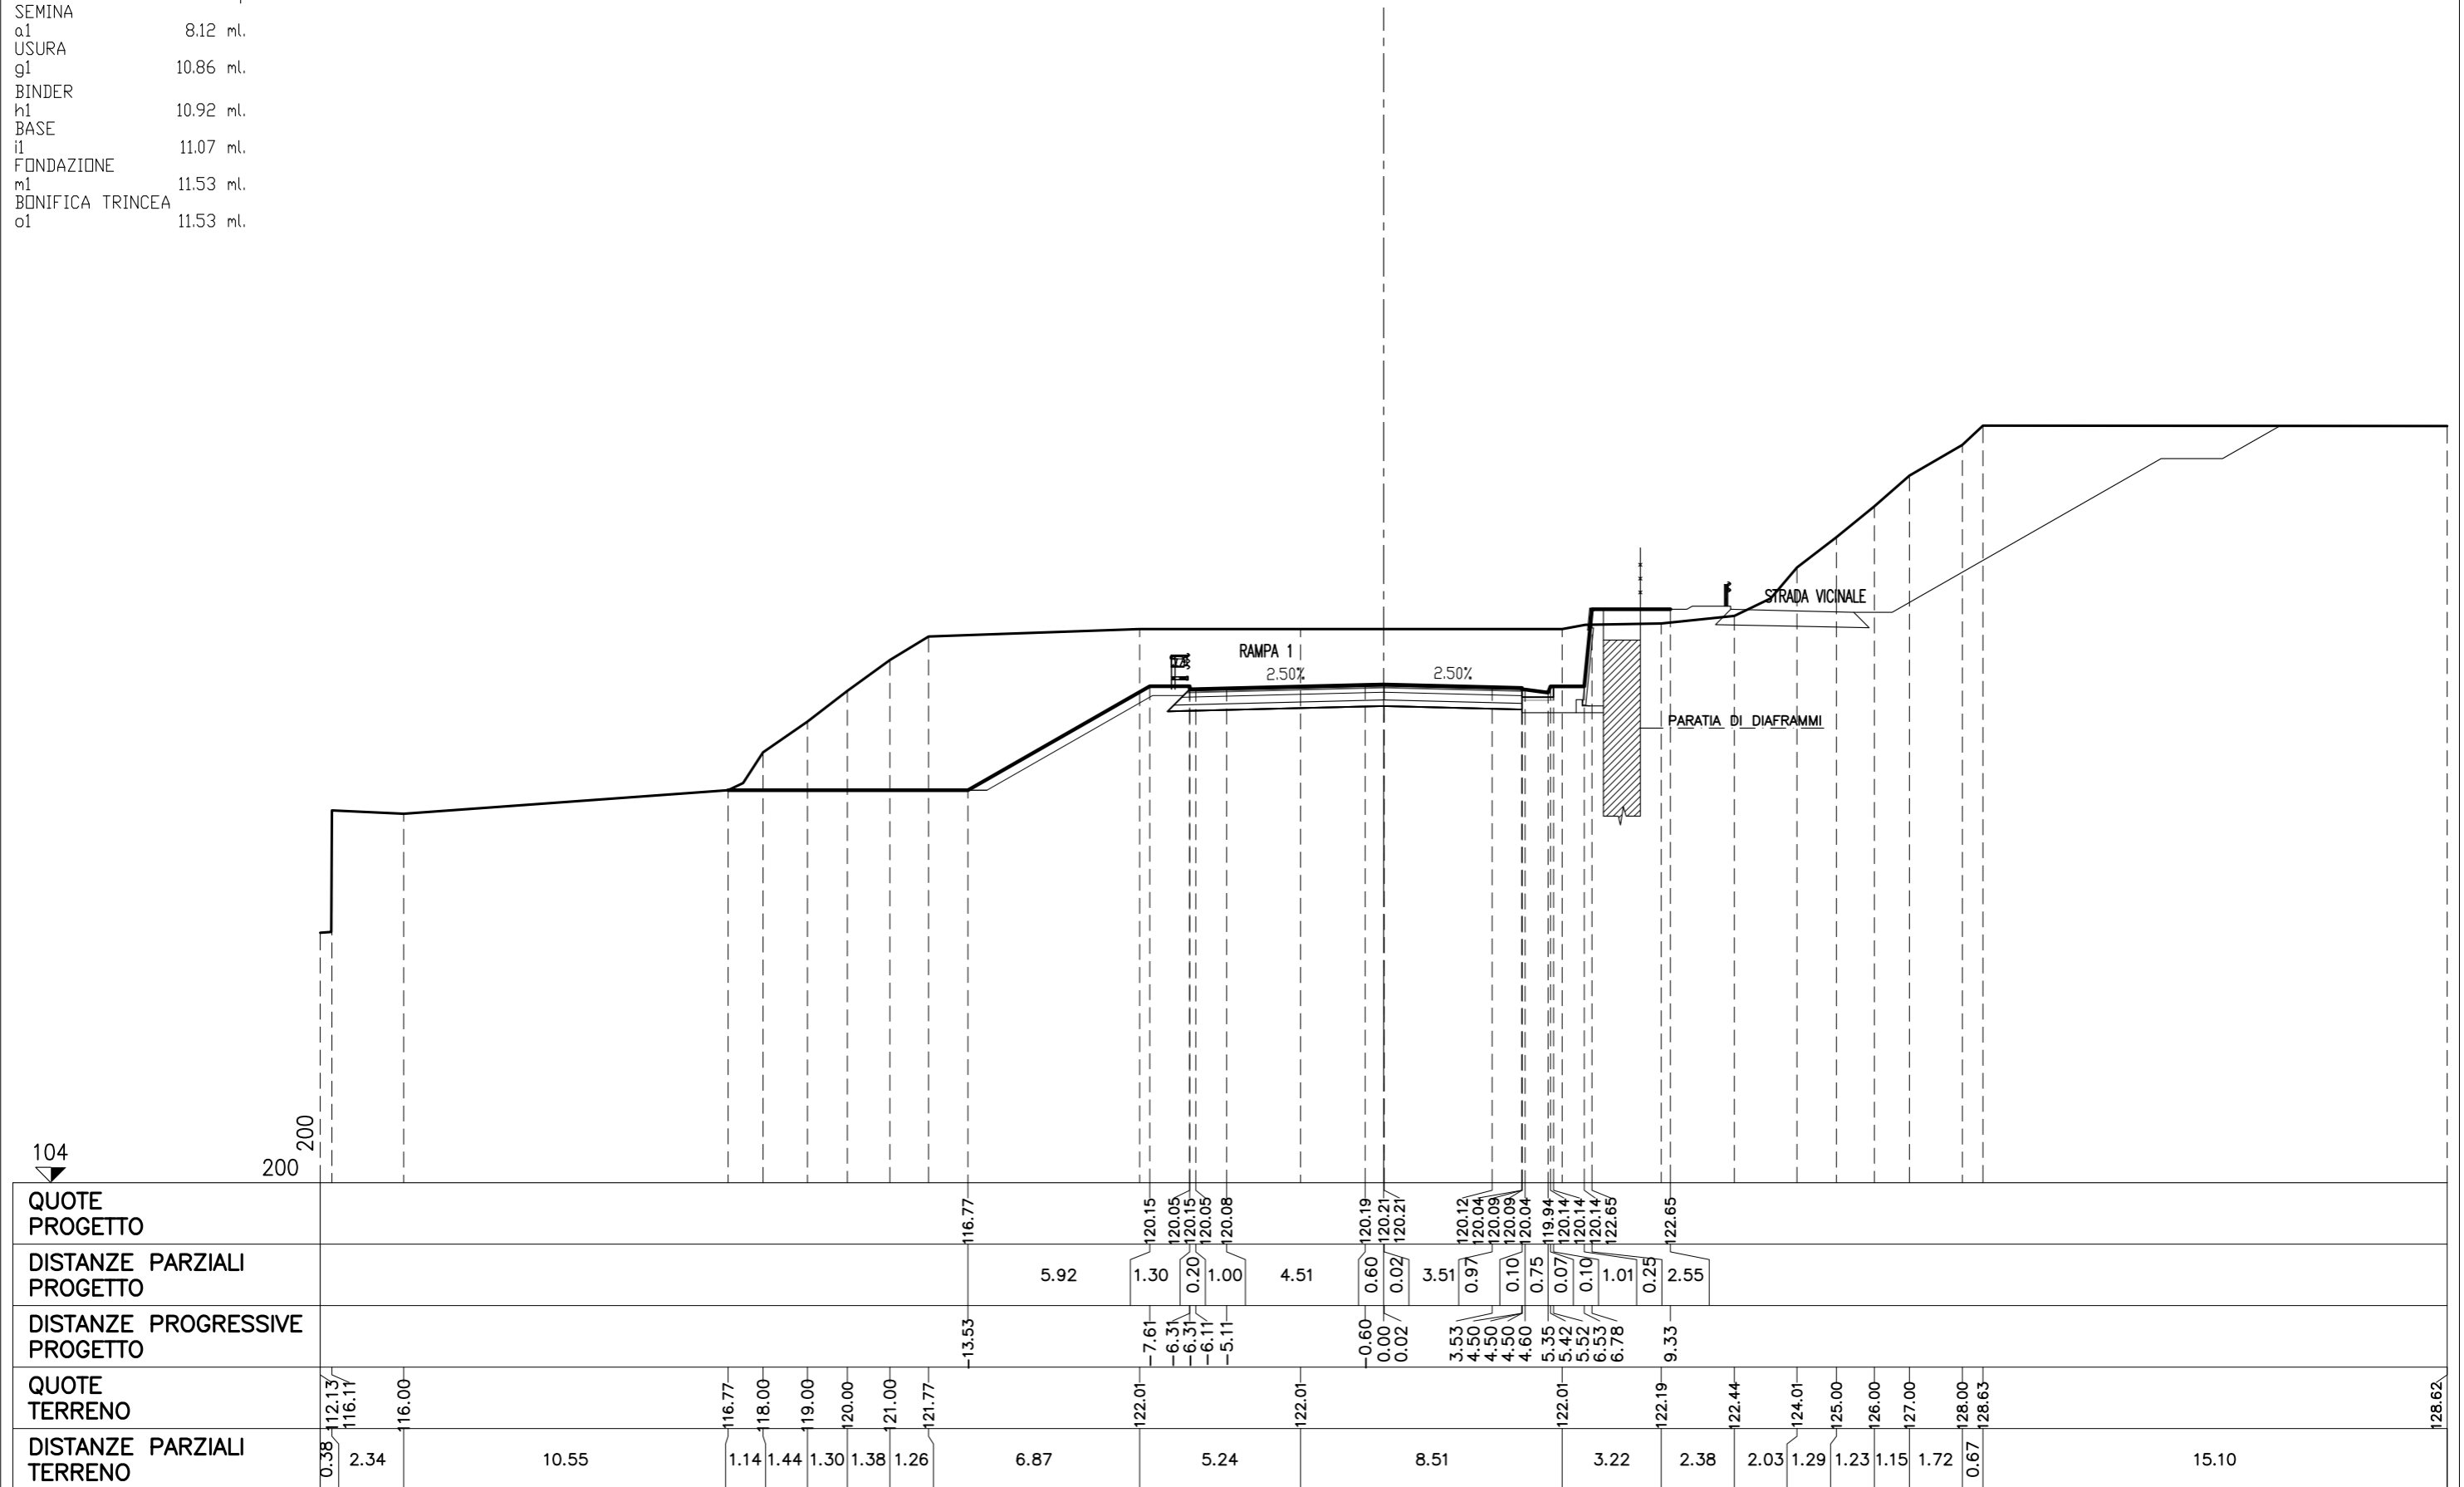 SEMINA
a1 8.12 ml.
USURA
g1 10.86 ml.
BINDER
h1 10.92 ml.
BASE
i1 11.07 ml.
FONDAZIONE
m1 11.53 ml.
BONIFICA TRINCEA
o1 11.53 ml.
STRADA VICINALE
RAMPA 1
2.50% 2.50%
PARATIA DI DIAFRAMMI
200
104
200
QUOTE
PROGETTO
116.77 120.15 120.05 120.15 120.05 120.08 120.19 120.21 120.21 120.12 120.04 120.09 120.09 120.04 119.94 120.14 120.14 120.14 122.65 122.65
DISTANZE PARZIALI
PROGETTO
5.92 1.30 0.20 1.00 4.51 0.60 0.02 3.51 0.97 0.10 0.75 0.07 0.10 1.01 0.25 2.55
DISTANZE PROGRESSIVE
PROGETTO
-13.53 -7.61 -6.31 -6.31 -6.11 -5.11 -0.60 0.00 0.02 3.53 4.50 4.50 4.50 4.60 5.35 5.42 5.52 6.53 6.78 9.33
QUOTE
TERRENO
112.13 116.11 116.00 116.77 118.00 119.00 120.00 121.00 121.77 122.01 122.01 122.01 122.19 122.44 124.01 125.00 126.00 127.00 128.00 128.63 128.62
DISTANZE PARZIALI
TERRENO
0.38 2.34 10.55 1.14 1.44 1.30 1.38 1.26 6.87 5.24 8.51 3.22 2.38 2.03 1.29 1.23 1.15 1.72 0.67 15.10